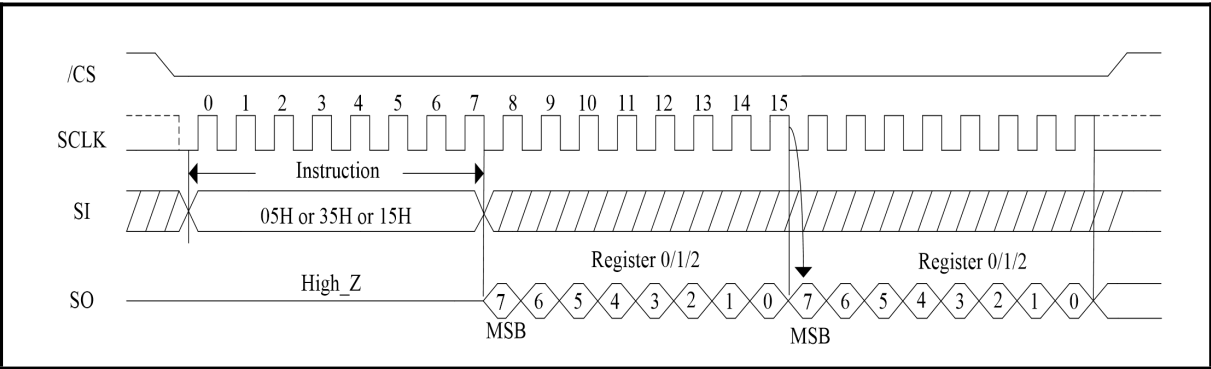 /CS
0 1 2 3 4 5 6 7 8 9 10 11 12 13 14 15
SCLK
Instruction
SI
05H or 35H or 15H
Register 0/1/2 Register 0/1/2
High_Z
SO
7 6 5 4 3 2 1 0 7 6 5 4 3 2 1 0
MSB MSB